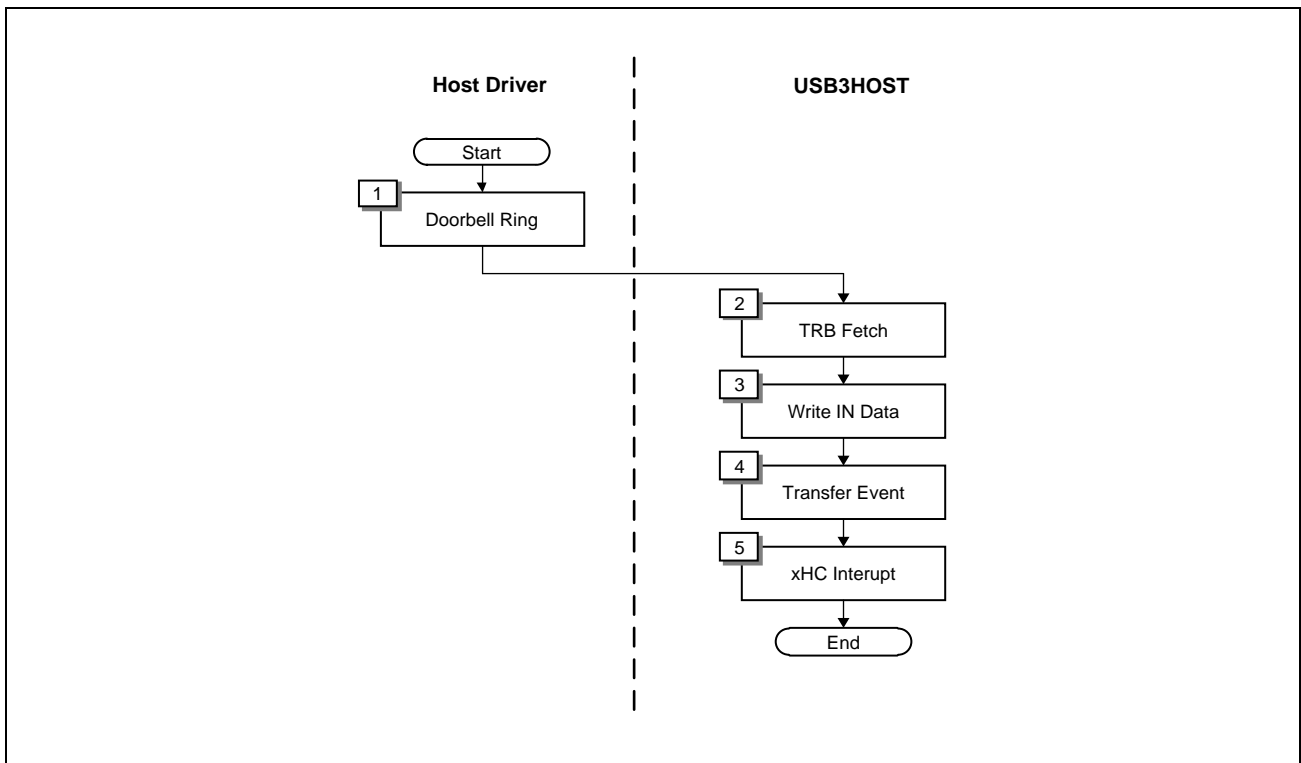 Host Driver
USB3HOST
Start
1
Doorbell Ring
2
TRB Fetch
3
Write IN Data
4
Transfer Event
5
xHC Interupt
End